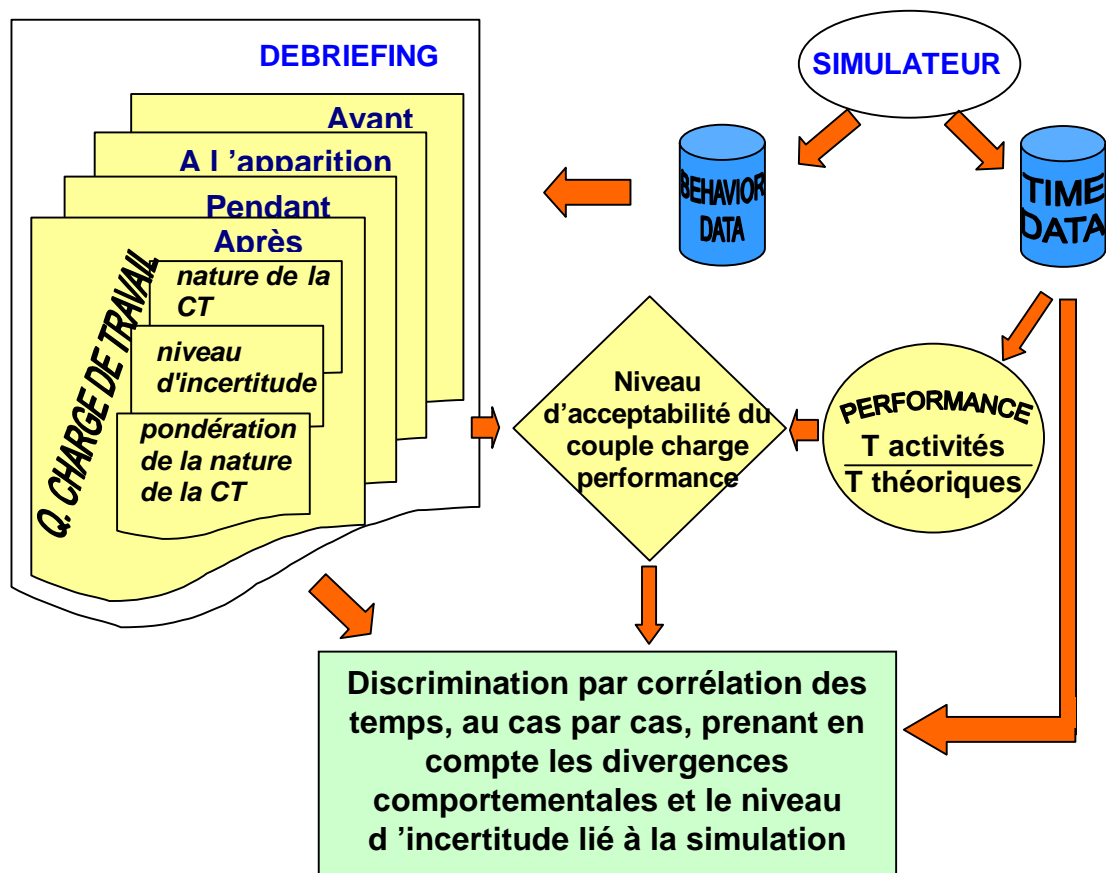 DEBRIEFING
Avant
A l ’apparition
Pendant
Après
Q. CHARGE DE TRAVAIL
nature de la
CT
niveau
d'incertitude
pondération
de la nature
de la CT
SIMULATEUR
BEHAVIOR
DATA
TIME
DATA
Niveau
d’acceptabilité du
couple charge
performance
PERFORMANCE
T activités
T théoriques
Discrimination par corrélation des
temps, au cas par cas, prenant en
compte les divergences
comportementales et le niveau
d ’incertitude lié à la simulation